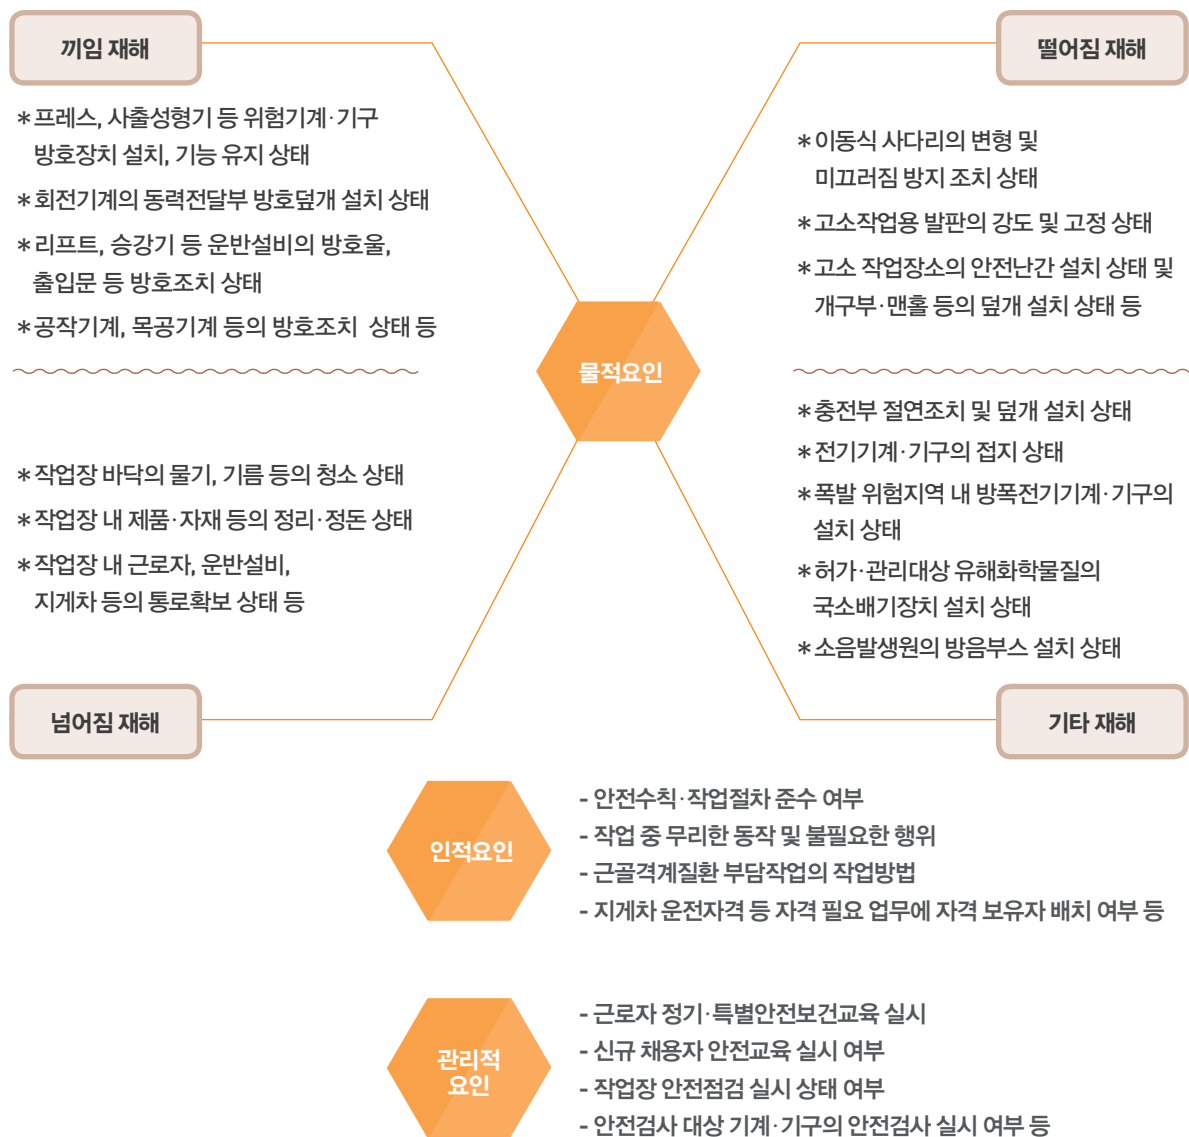 끼임 재해
* 프레스, 사출성형기 등 위험기계·기구
방호장치 설치, 기능 유지 상태
* 회전기계의 동력전달부 방호덮개 설치 상태
* 리프트, 승강기 등 운반설비의 방호울,
출입문 등 방호조치 상태
* 공작기계, 목공기계 등의 방호조치 상태 등
떨어짐 재해
* 이동식 사다리의 변형 및
미끄러짐 방지 조치 상태
* 고소작업용 발판의 강도 및 고정 상태
* 고소 작업장소의 안전난간 설치 상태 및
개구부·맨홀 등의 덮개 설치 상태 등
물적요인
* 작업장 바닥의 물기, 기름 등의 청소 상태
* 작업장 내 제품·자재 등의 정리·정돈 상태
* 작업장 내 근로자, 운반설비,
지게차 등의 통로확보 상태 등
넘어짐 재해
* 충전부 절연조치 및 덮개 설치 상태
* 전기기계·기구의 접지 상태
* 폭발 위험지역 내 방폭전기기계·기구의
설치 상태
* 허가·관리대상 유해화학물질의
국소배기장치 설치 상태
* 소음발생원의 방음부스 설치 상태
기타 재해
인적요인
- 안전수칙·작업절차 준수 여부
- 작업 중 무리한 동작 및 불필요한 행위
- 근골격계질환 부담작업의 작업방법
- 지게차 운전자격 등 자격 필요 업무에 자격 보유자 배치 여부 등
관리적
요인
- 근로자 정기·특별안전보건교육 실시
- 신규 채용자 안전교육 실시 여부
- 작업장 안전점검 실시 상태 여부
- 안전검사 대상 기계·기구의 안전검사 실시 여부 등